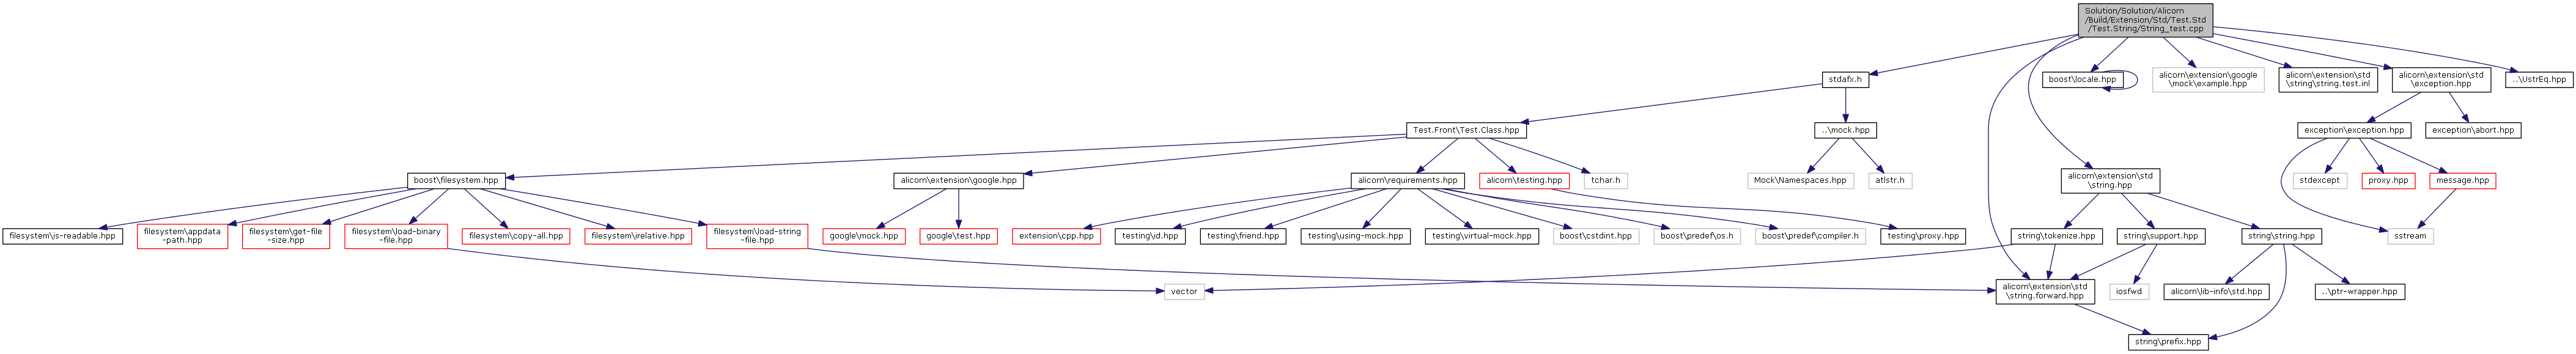 Solution/Solution/Alicorn
/Build/Extension/Std/Test.Std
/Test.String/String_test.cpp
stdafx.h
boost\locale.hpp
alicorn\extension\google
\mock\example.hpp
alicorn\extension\std
\string\string.test.inl
alicorn\extension\std
\exception.hpp
..\UstrEq.hpp
Test.Front\Test.Class.hpp
..\mock.hpp
exception\exception.hpp
exception\abort.hpp
boost\filesystem.hpp
alicorn\extension\google.hpp
alicorn\requirements.hpp
alicorn\testing.hpp
tchar.h
Mock\Namespaces.hpp
atlstr.h
alicorn\extension\std
\string.hpp
stdexcept
proxy.hpp
message.hpp
filesystem\is-readable.hpp
filesystem\appdata
-path.hpp
filesystem\get-file
-size.hpp
filesystem\load-binary
-file.hpp
filesystem\copy-all.hpp
filesystem\irelative.hpp
filesystem\load-string
-file.hpp
google\mock.hpp
google\test.hpp
extension\cpp.hpp
testing\id.hpp
testing\friend.hpp
testing\using-mock.hpp
testing\virtual-mock.hpp
boost\cstdint.hpp
boost\predef\os.h
boost\predef\compiler.h
testing\proxy.hpp
string\tokenize.hpp
string\support.hpp
string\string.hpp
sstream
vector
alicorn\extension\std
\string.forward.hpp
iosfwd
alicorn\lib-info\std.hpp
..\ptr-wrapper.hpp
string\prefix.hpp